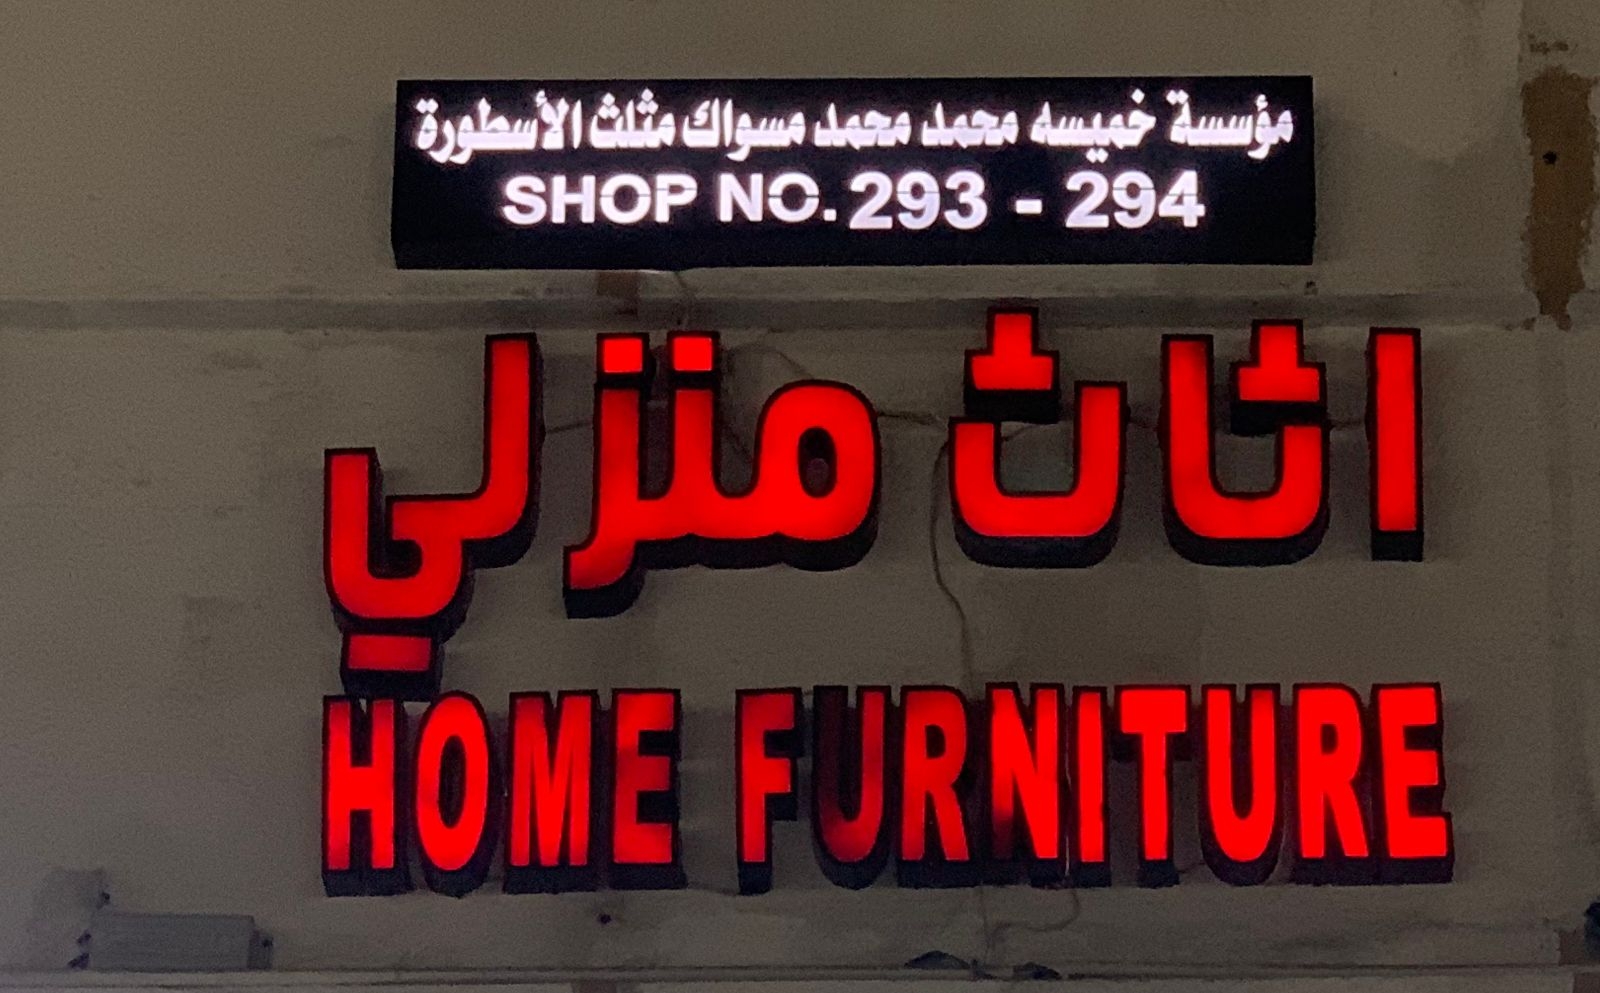 مؤسسة خميسه محمد محمد مسواك مثلث الأسطورة
SHOP NO. 293 - 294
اثاث منزلي
HOME FURNITURE